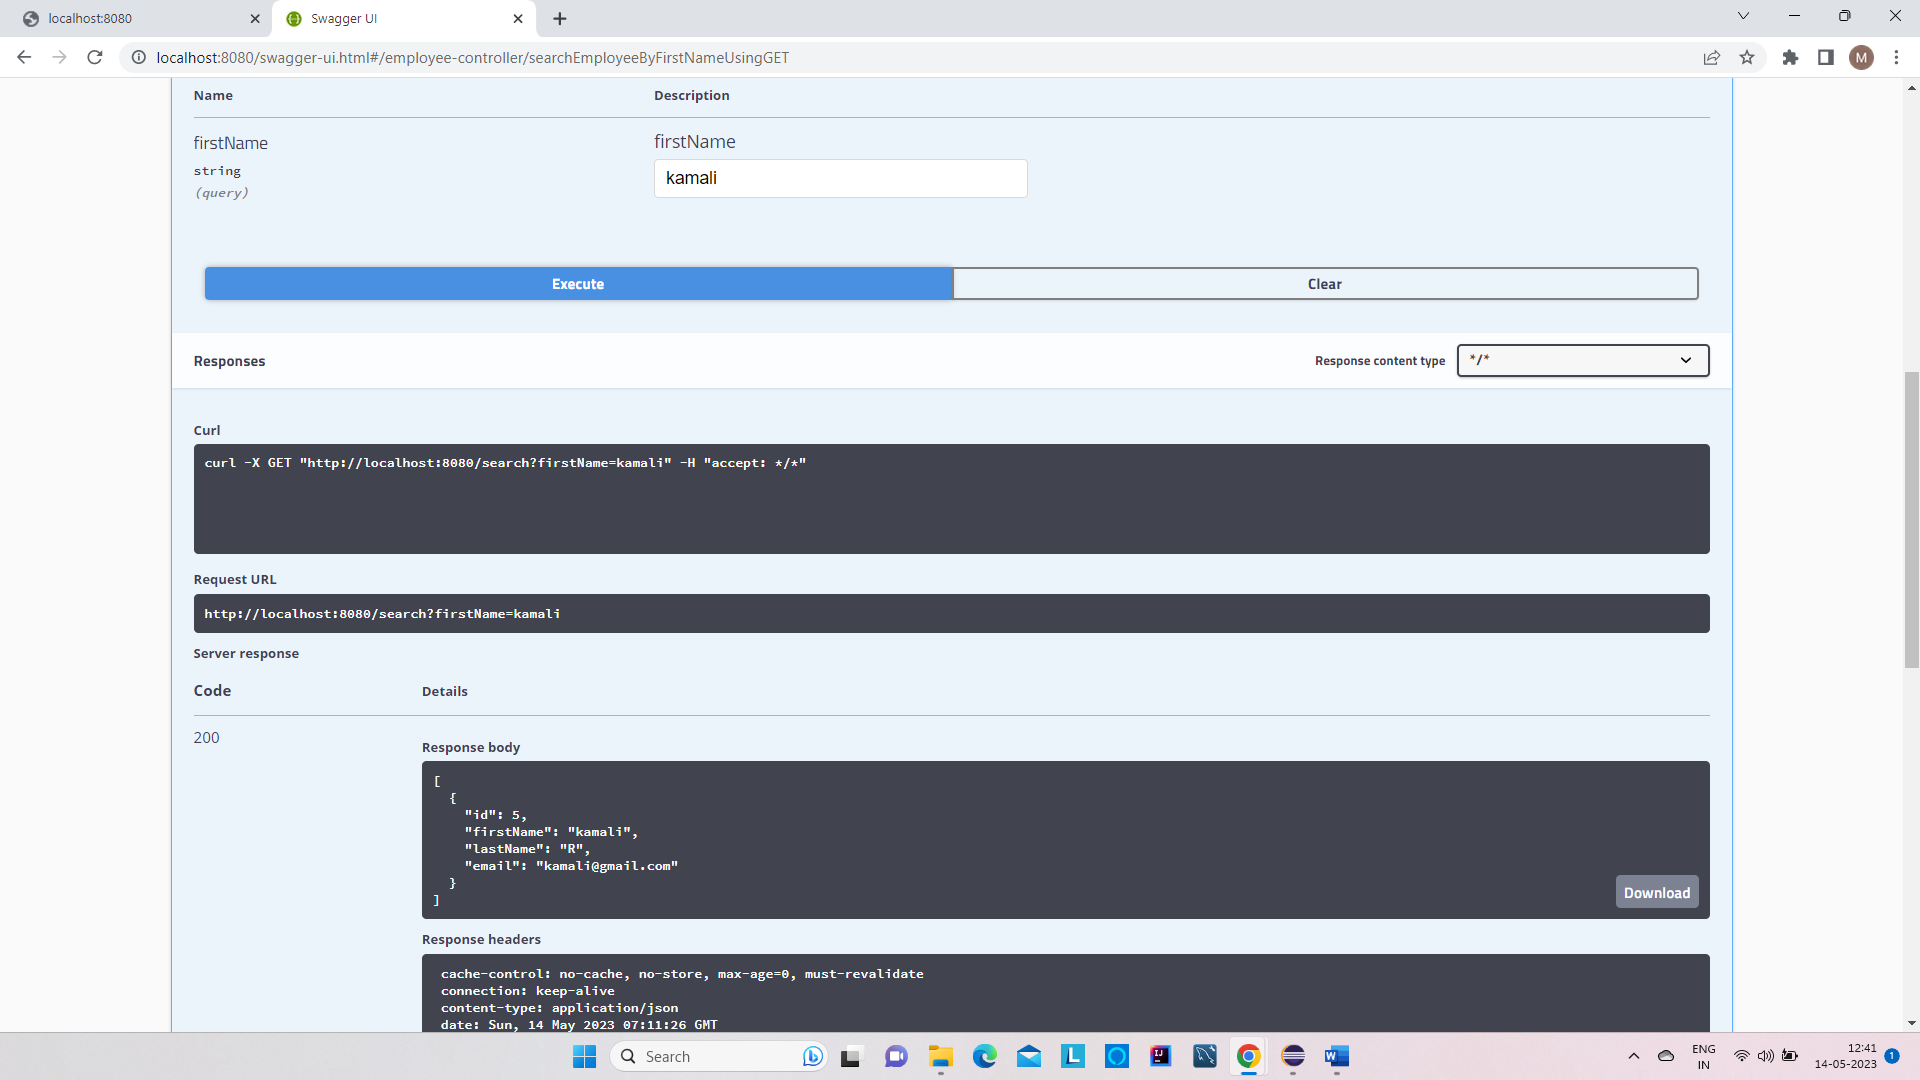 localhost:8080
Swagger UI
localhost:8080/swagger-ui.html#/employee-controller/searchEmployeeByFirstNameUsingGET
M
Name Description
firstName firstName
string kamali
(query)
Execute Clear
Responses Response content type */*
Curl
curl -X GET "http://localhost:8080/search?firstName=kamali" -H "accept: */*"
Request URL
http://localhost:8080/search?firstName=kamali
Server response
Code Details
200
Response body
[
{
"id": 5,
"firstName": "kamali",
"lastName": "R",
"email": "kamali@gmail.com"
}
]
Download
Response headers
cache-control: no-cache, no-store, max-age=0, must-revalidate
connection: keep-alive
content-type: application/json
date: Sun, 14 May 2023 07:11:26 GMT
Search
L
IJ
W
ENG
IN
12:41
14-05-2023
1